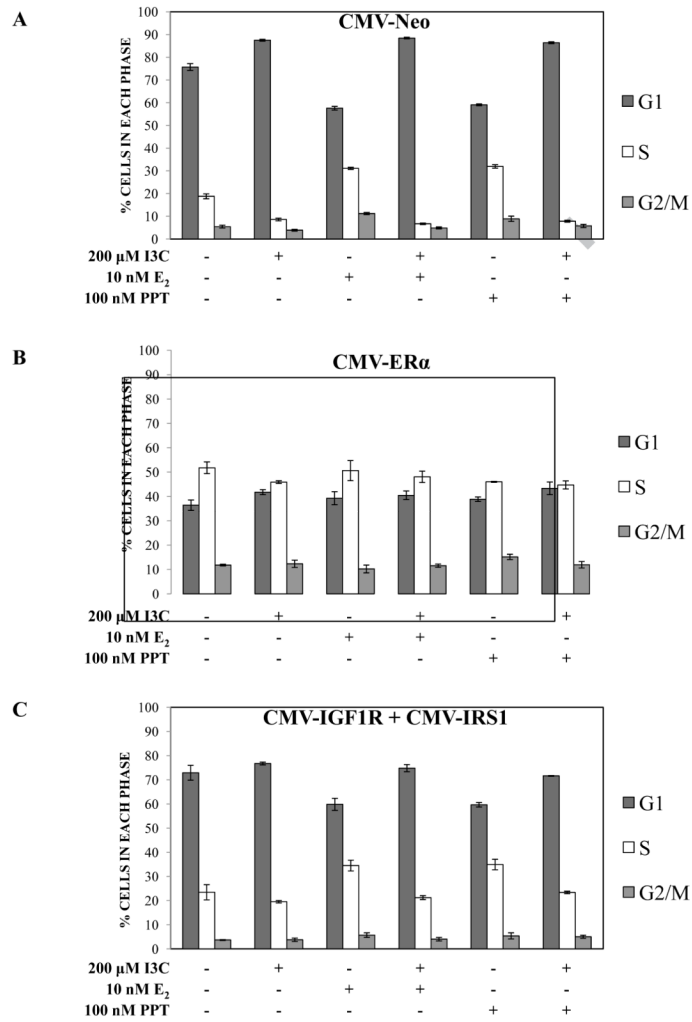 A
CMV-Neo
100
90
80
70
60
50
40
30
20
10
0
% CELLS IN EACH PHASE
G1
S
G2/M
200 µM I3C - + - + - +
10 nM E2 - - + + - -
100 nM PPT - - - - + +
B
CMV-ERα
100
90
80
70
60
50
40
30
20
10
0
% CELLS IN EACH PHASE
G1
S
G2/M
200 µM I3C - + - + - +
10 nM E2 - - + + - -
100 nM PPT - - - - + +
C
CMV-IGF1R + CMV-IRS1
100
90
80
70
60
50
40
30
20
10
0
% CELLS IN EACH PHASE
G1
S
G2/M
200 µM I3C - + - + - +
10 nM E2 - - + + - -
100 nM PPT - - - - + +